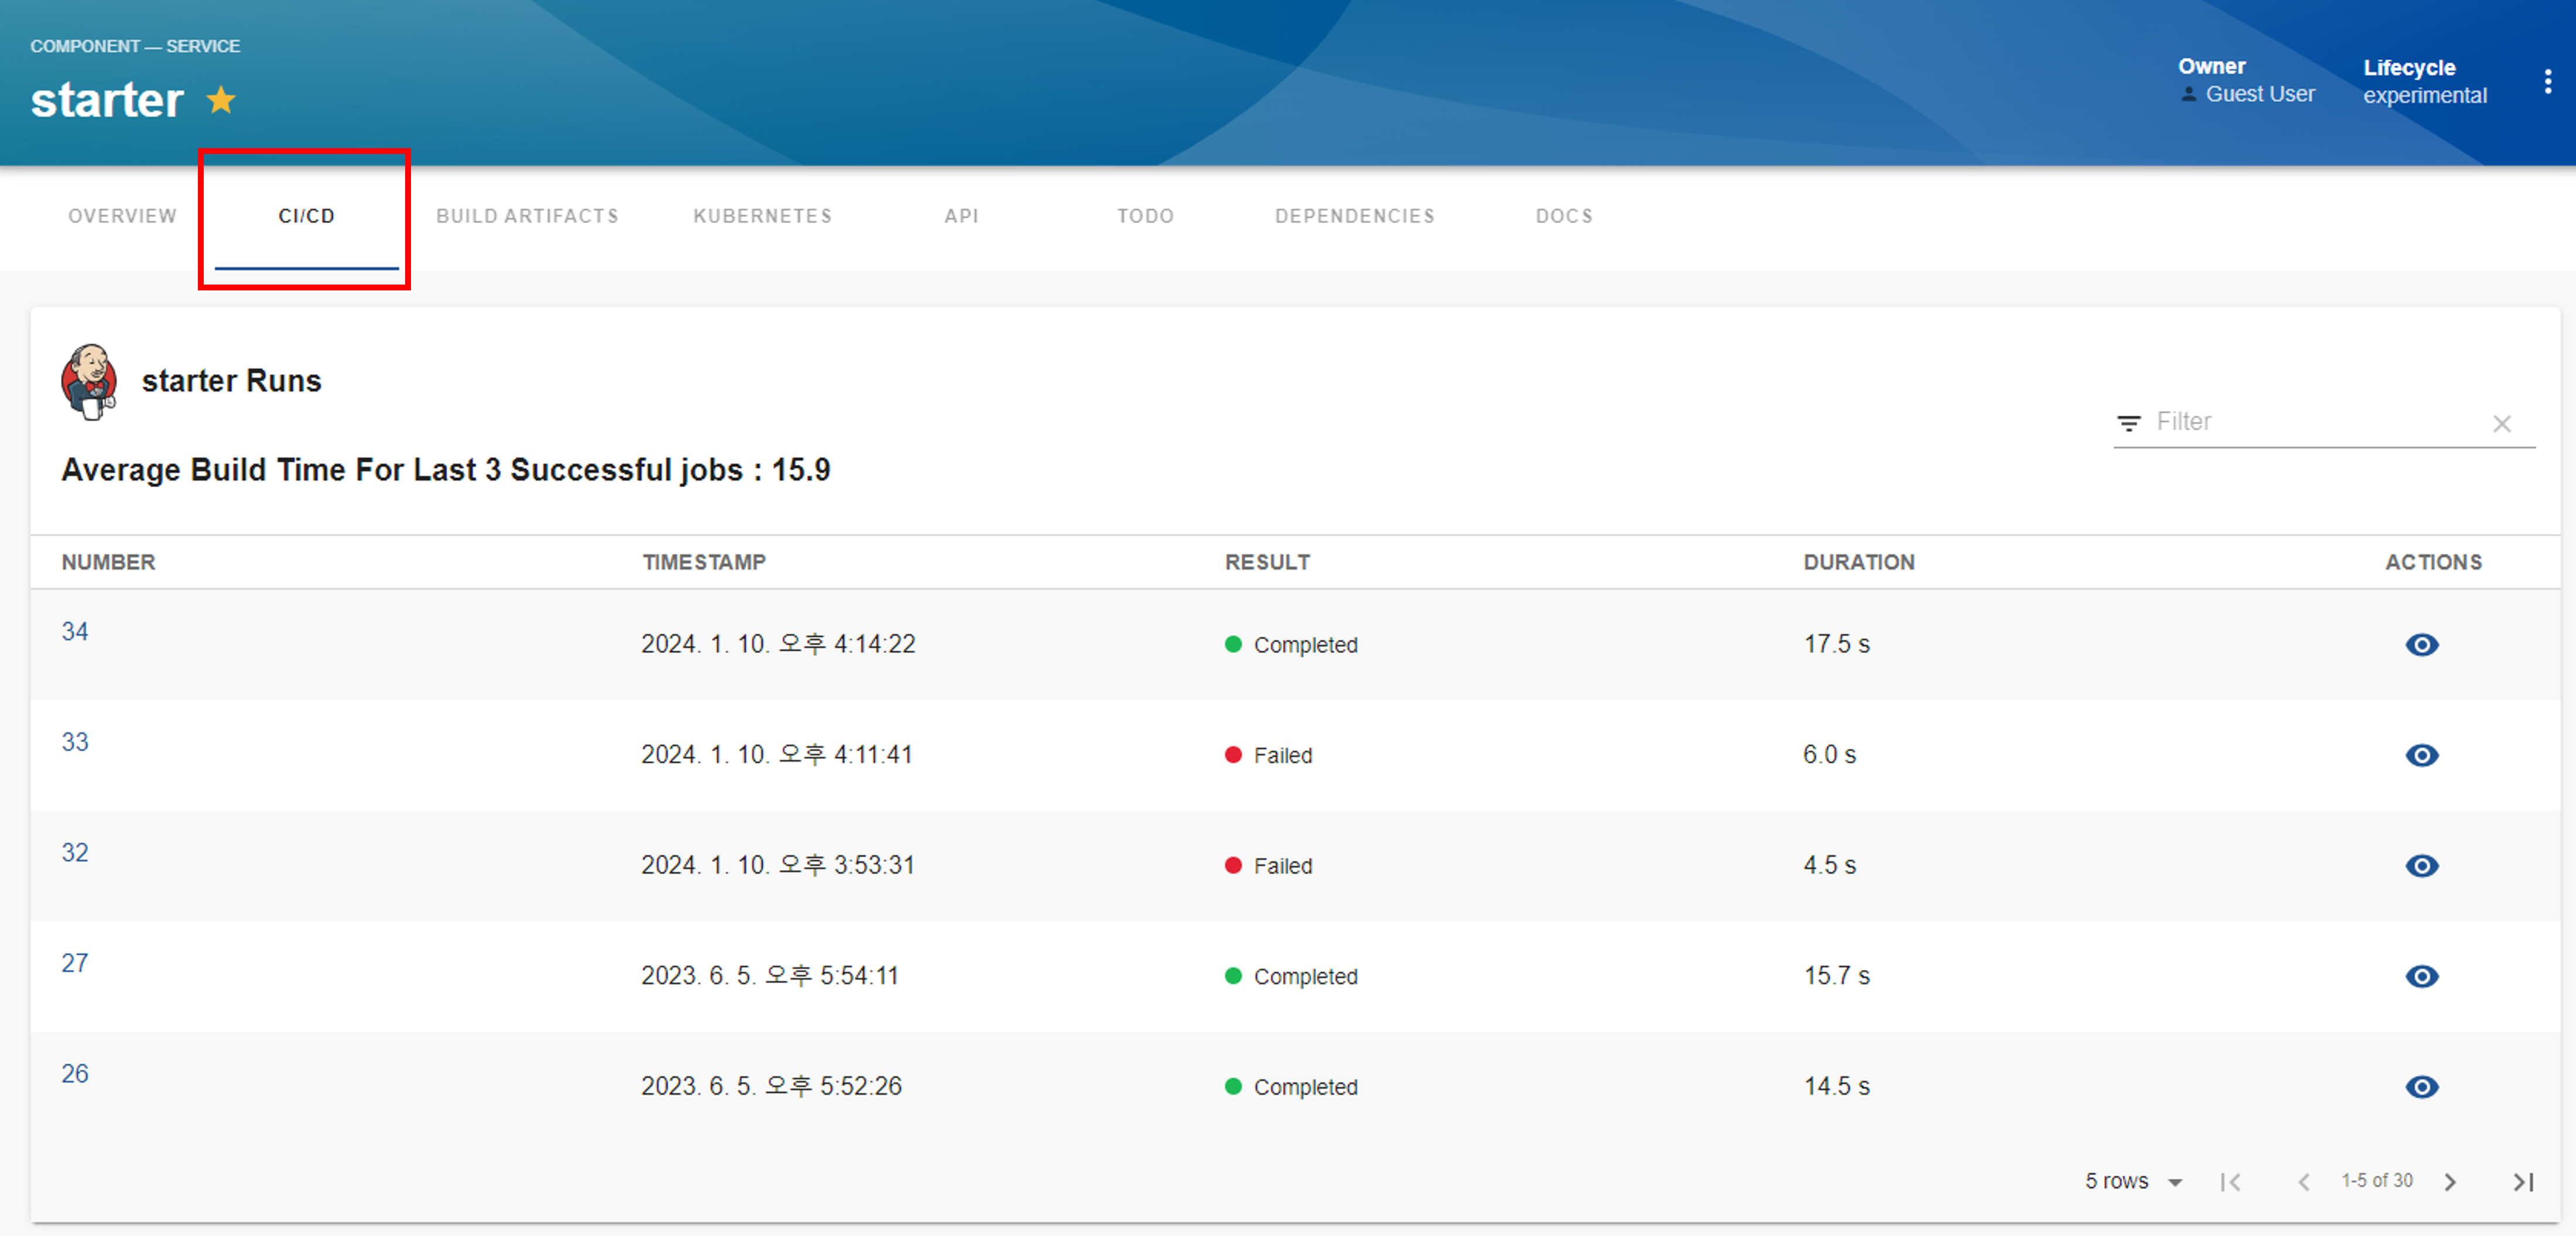 COMPONENT — SERVICE
starter
Owner
Guest User
Lifecycle
experimental
OVERVIEW CI/CD BUILD ARTIFACTS KUBERNETES API TODO DEPENDENCIES DOCS
starter Runs
Filter
Average Build Time For Last 3 Successful jobs : 15.9
NUMBER TIMESTAMP RESULT DURATION ACTIONS
34 2024. 1. 10. 오후 4:14:22 Completed 17.5 s
33 2024. 1. 10. 오후 4:11:41 Failed 6.0 s
32 2024. 1. 10. 오후 3:53:31 Failed 4.5 s
27 2023. 6. 5. 오후 5:54:11 Completed 15.7 s
26 2023. 6. 5. 오후 5:52:26 Completed 14.5 s
5 rows 1-5 of 30